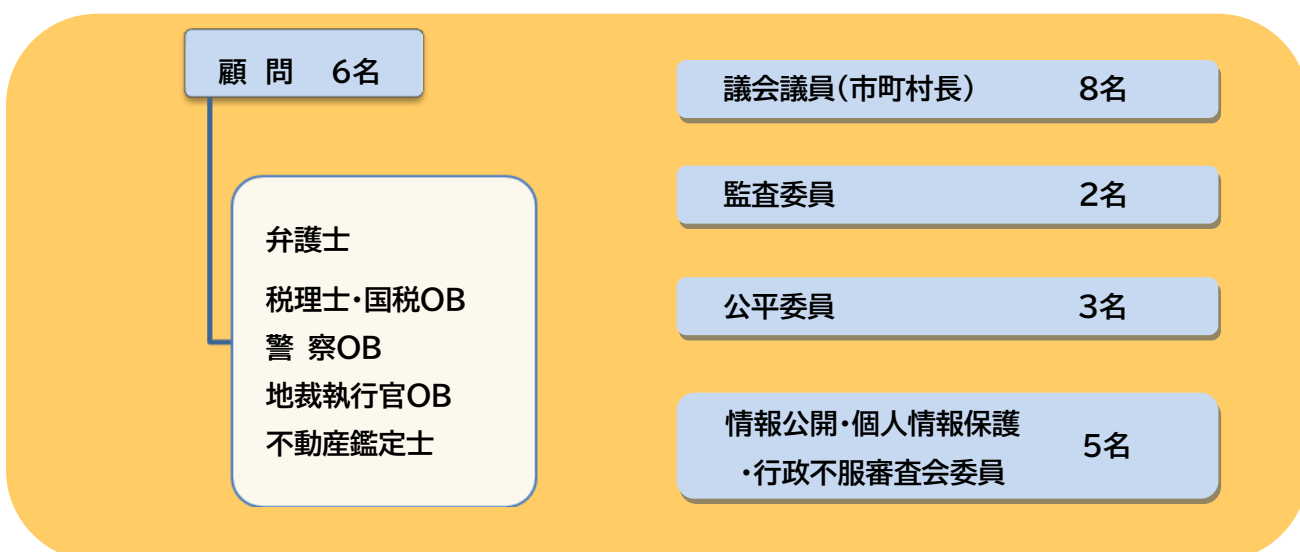 顧 問 6名
弁護士
税理士・国税OB
警 察OB
地裁執行官OB
不動産鑑定士
議会議員(市町村長) 8名
監査委員 2名
公平委員 3名
情報公開・個人情報保護
・行政不服審査会委員 5名